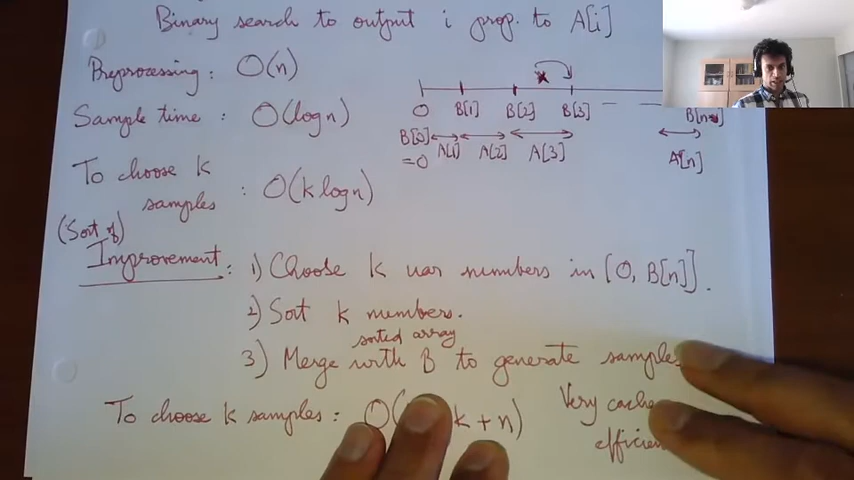 Binary search to output i prop. to A[i]
Preprocessing : O(n)
Sample time : O(log n)
0 B[1] B[2] B[3]
B[0] A[1] A[2] A[3]
=0
A[n]
To choose k
samples : O(k log n)
(Sort of)
Improvement : 1) Choose k uar numbers in [0, B[n]].
2) Sort k numbers.
sorted array
3) Merge with B to generate samples
To choose k samples : O( k + n)
Very cache
efficien